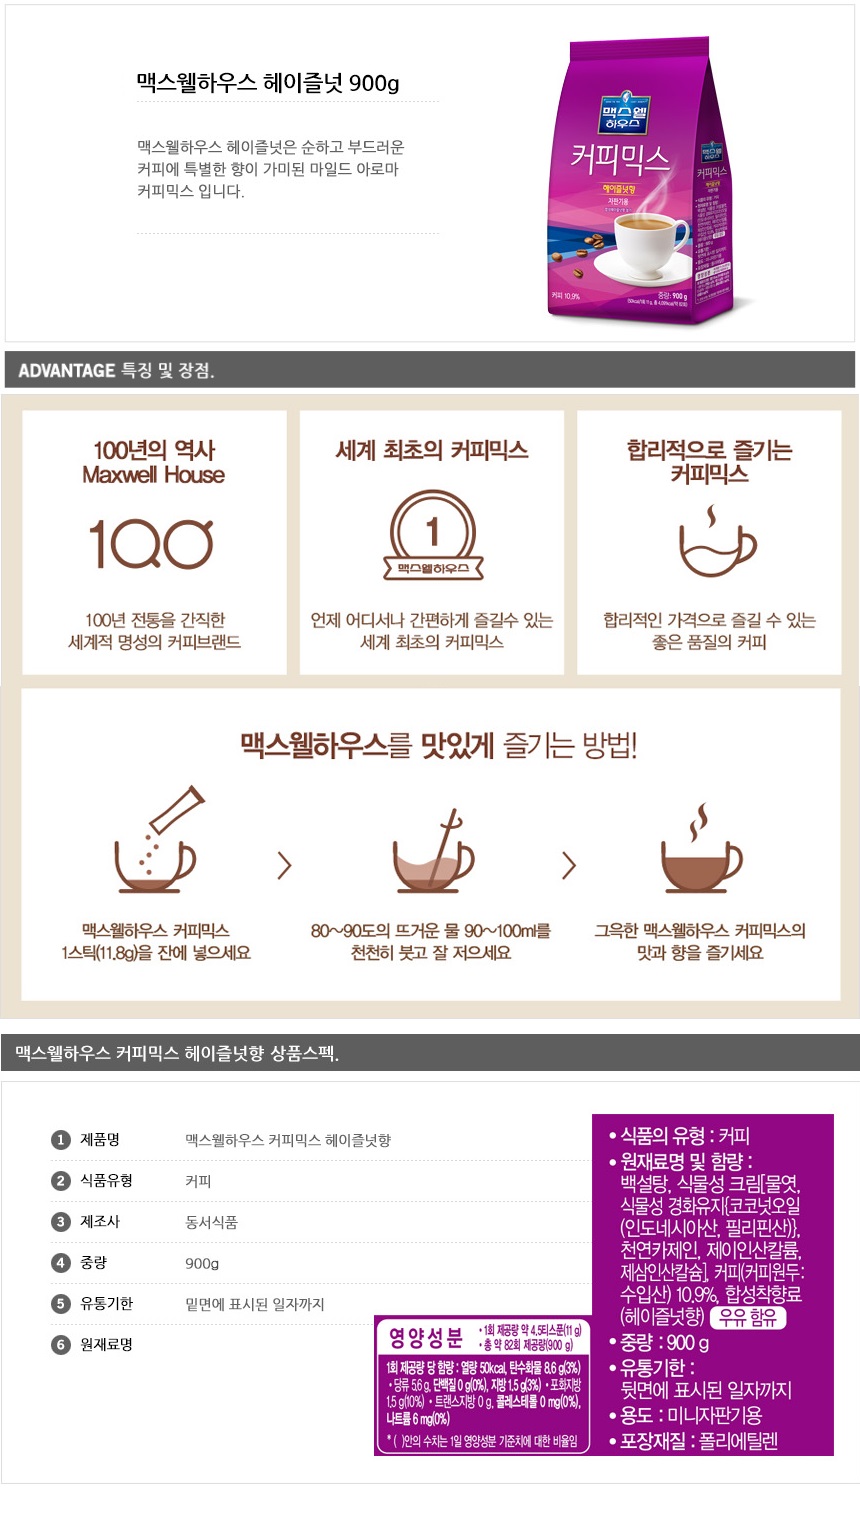 맥스웰하우스 헤이즐넛 900g
맥스웰하우스 헤이즐넛은 순하고 부드러운
커피에 특별한 향이 가미된 마일드 아로마
커피믹스 입니다.
맥스웰
하우스
커피믹스
헤이즐넛향
자판기용
커피 10.9%
중량: 900 g
맥스웰
하우스
커피믹스
헤이즐넛향
자판기용
ADVANTAGE 특징 및 장점.
100년의 역사
Maxwell House
100
100년 전통을 간직한
세계적 명성의 커피브랜드
세계 최초의 커피믹스
1
맥스웰하우스
언제 어디서나 간편하게 즐길수 있는
세계 최초의 커피믹스
합리적으로 즐기는
커피믹스
합리적인 가격으로 즐길 수 있는
좋은 품질의 커피
맥스웰하우스를 맛있게 즐기는 방법!
맥스웰하우스 커피믹스
1스틱(11.8g)을 잔에 넣으세요
80~90도의 뜨거운 물 90~100ml를
천천히 붓고 잘 저으세요
그윽한 맥스웰하우스 커피믹스의
맛과 향을 즐기세요
맥스웰하우스 커피믹스 헤이즐넛향 상품스펙.
1 제품명 맥스웰하우스 커피믹스 헤이즐넛향
2 식품유형 커피
3 제조사 동서식품
4 중량 900g
5 유통기한 밑면에 표시된 일자까지
6 원재료명
영양성분
• 1회 제공량 약 4.5티스푼(11 g)
• 총 약 82회 제공량(900 g)
1회 제공량 당 함량 : 열량 50kcal, 탄수화물 8.6 g(3%)
• 당류 5.6 g, 단백질 0 g(0%), 지방 1.5 g(3%) • 포화지방
1.5 g(10%) • 트랜스지방 0 g, 콜레스테롤 0 mg(0%),
나트륨 6 mg(0%)
* ( )안의 수치는 1일 영양성분 기준치에 대한 비율임
• 식품의 유형 : 커피
• 원재료명 및 함량 :
백설탕, 식물성 크림[물엿,
식물성 경화유지{코코넛오일
(인도네시아산, 필리핀산)},
천연카제인, 제이인산칼륨,
제삼인산칼슘], 커피(커피원두:
수입산) 10.9%, 합성착향료
(헤이즐넛향) 우유 함유
• 중량 : 900 g
• 유통기한 :
뒷면에 표시된 일자까지
• 용도 : 미니자판기용
• 포장재질 : 폴리에틸렌